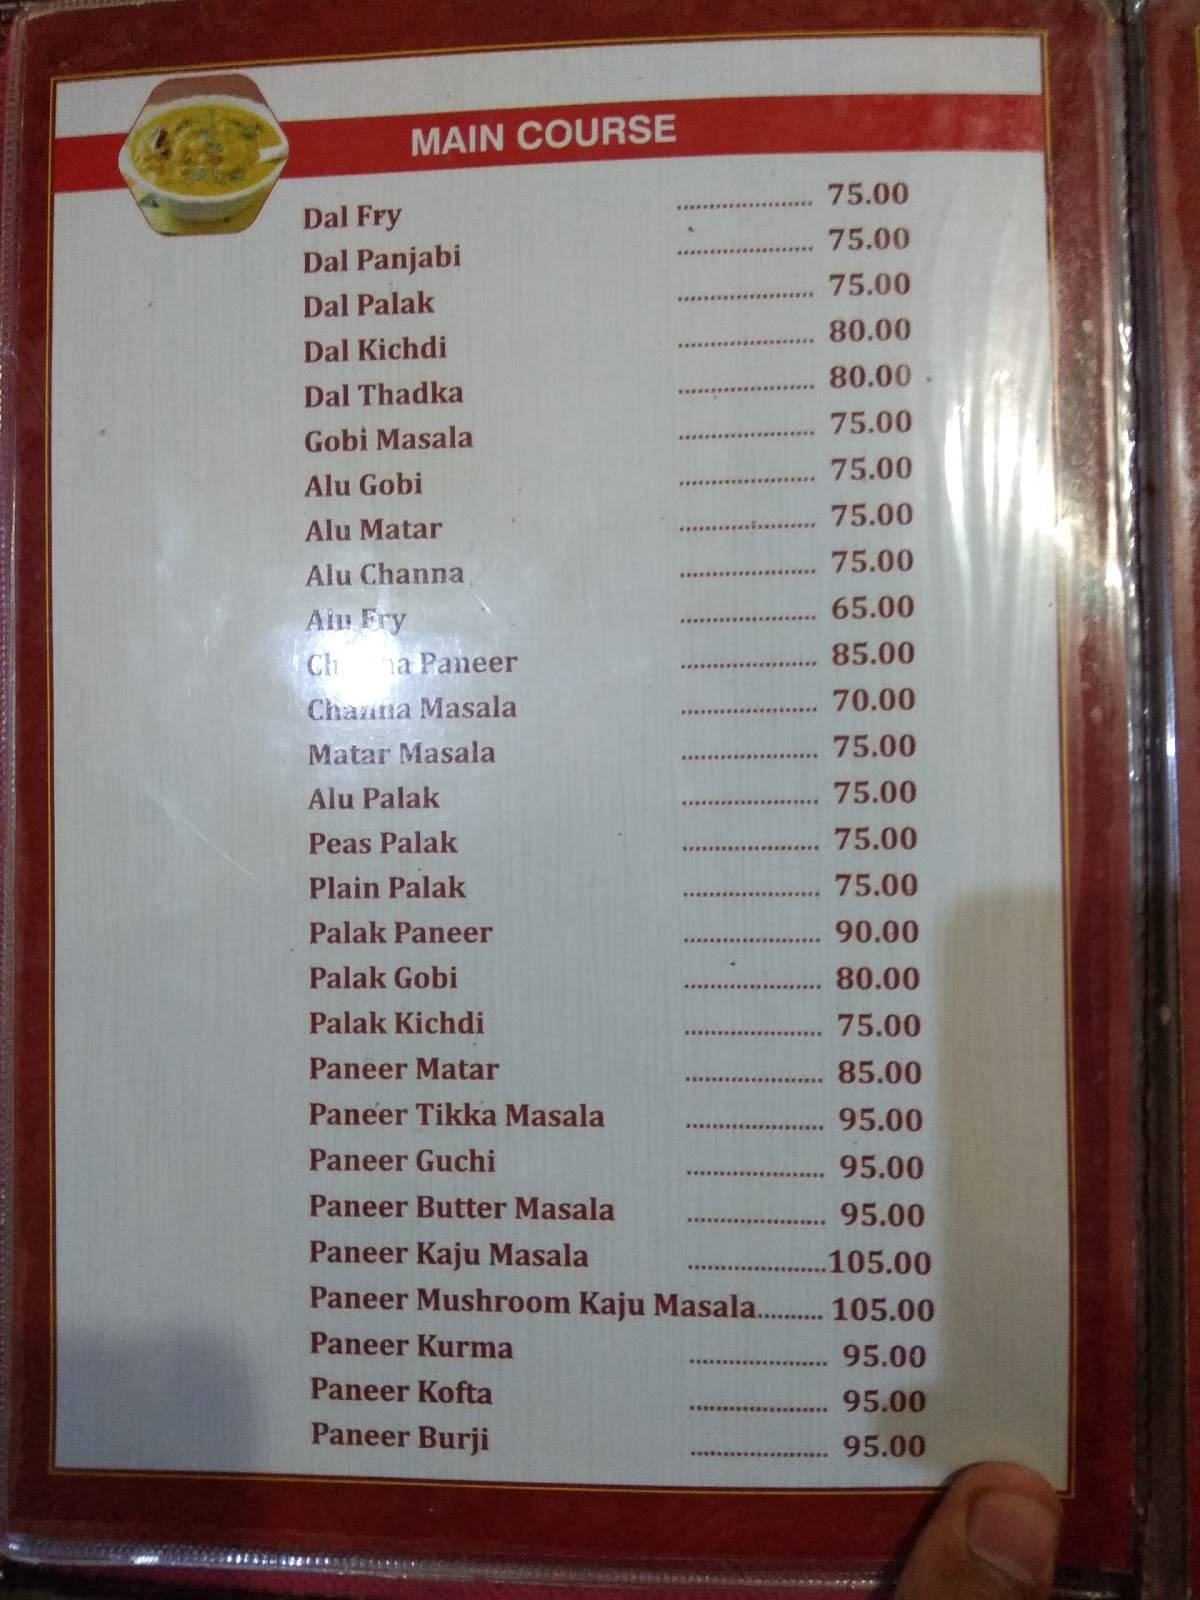 MAIN COURSE
Dal Fry ..................... 75.00
Dal Panjabi ..................... 75.00
Dal Palak ..................... 75.00
Dal Kichdi ..................... 80.00
Dal Thadka ..................... 80.00
Gobi Masala ..................... 75.00
Alu Gobi ..................... 75.00
Alu Matar ..................... 75.00
Alu Channa ..................... 75.00
Alu Fry ..................... 65.00
Paneer ..................... 85.00
Channa Masala ..................... 70.00
Matar Masala ..................... 75.00
Alu Palak ..................... 75.00
Peas Palak ..................... 75.00
Plain Palak ..................... 75.00
Palak Paneer ..................... 90.00
Palak Gobi ..................... 80.00
Palak Kichdi ..................... 75.00
Paneer Matar ..................... 85.00
Paneer Tikka Masala ..................... 95.00
Paneer Guchi ..................... 95.00
Paneer Butter Masala ..................... 95.00
Paneer Kaju Masala .....................105.00
Paneer Mushroom Kaju Masala.......... 105.00
Paneer Kurma ..................... 95.00
Paneer Kofta ..................... 95.00
Paneer Burji ..................... 95.00